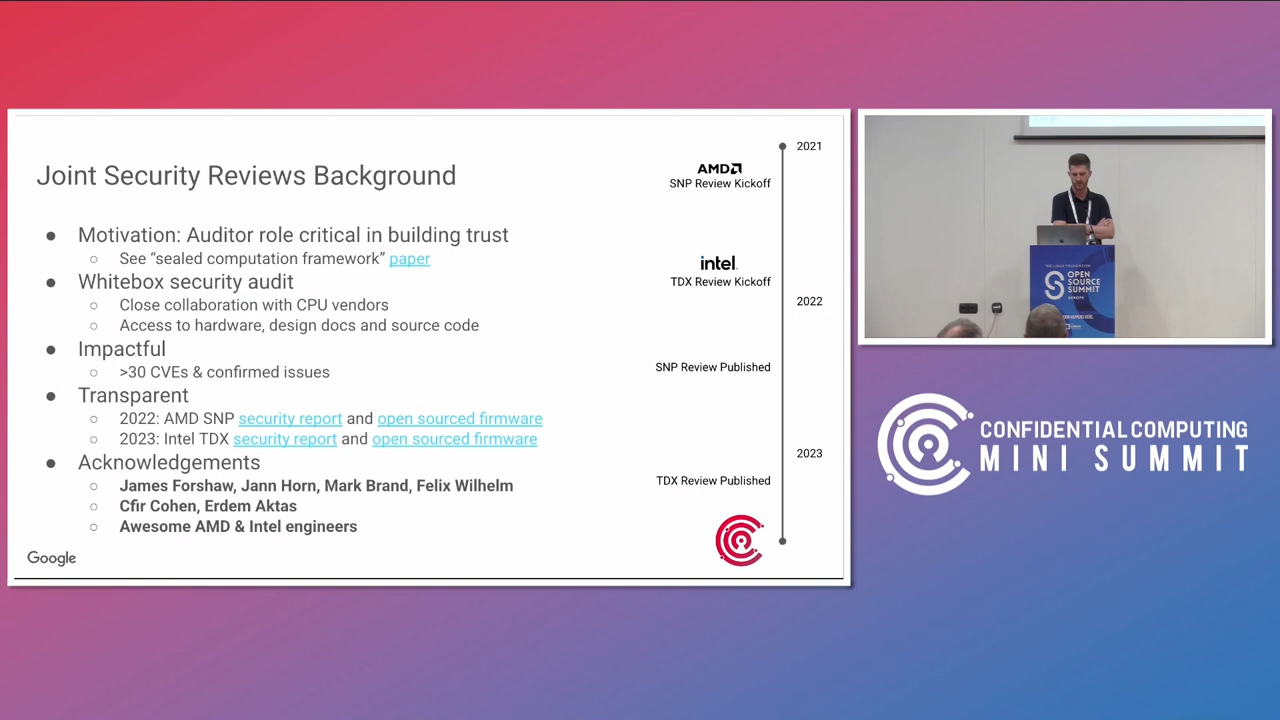 Joint Security Reviews Background
● Motivation: Auditor role critical in building trust
○ See “sealed computation framework” paper
● Whitebox security audit
○ Close collaboration with CPU vendors
○ Access to hardware, design docs and source code
● Impactful
○ >30 CVEs & confirmed issues
● Transparent
○ 2022: AMD SNP security report and open sourced firmware
○ 2023: Intel TDX security report and open sourced firmware
● Acknowledgements
○ James Forshaw, Jann Horn, Mark Brand, Felix Wilhelm
○ Cfir Cohen, Erdem Aktas
○ Awesome AMD & Intel engineers
Google
2021
AMD
SNP Review Kickoff
intel
TDX Review Kickoff
2022
SNP Review Published
2023
TDX Review Published
OPEN
SOURCE
SUMMIT
EUROPE
CONFIDENTIAL COMPUTING
MINI SUMMIT